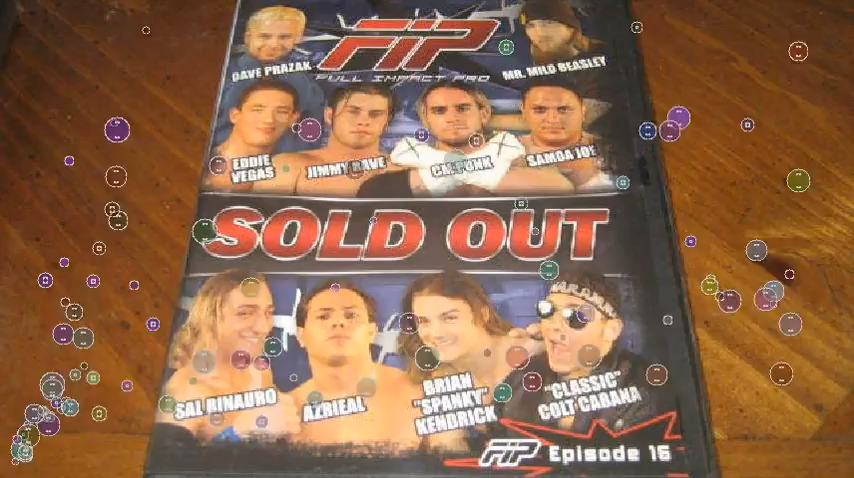 FIP
FULL IMPACT PRO
DAVE PRAZAK
MR. MILO BEASLEY
EDDIE
VEGAS
JIMMY RAVE
CM PUNK
SAMOA JOE
SOLD OUT
SAL RINAURO
AZRIEAL
BRIAN
"SPANKY"
KENDRICK
"CLASSIC"
COLT CABANA
FIP Episode 16